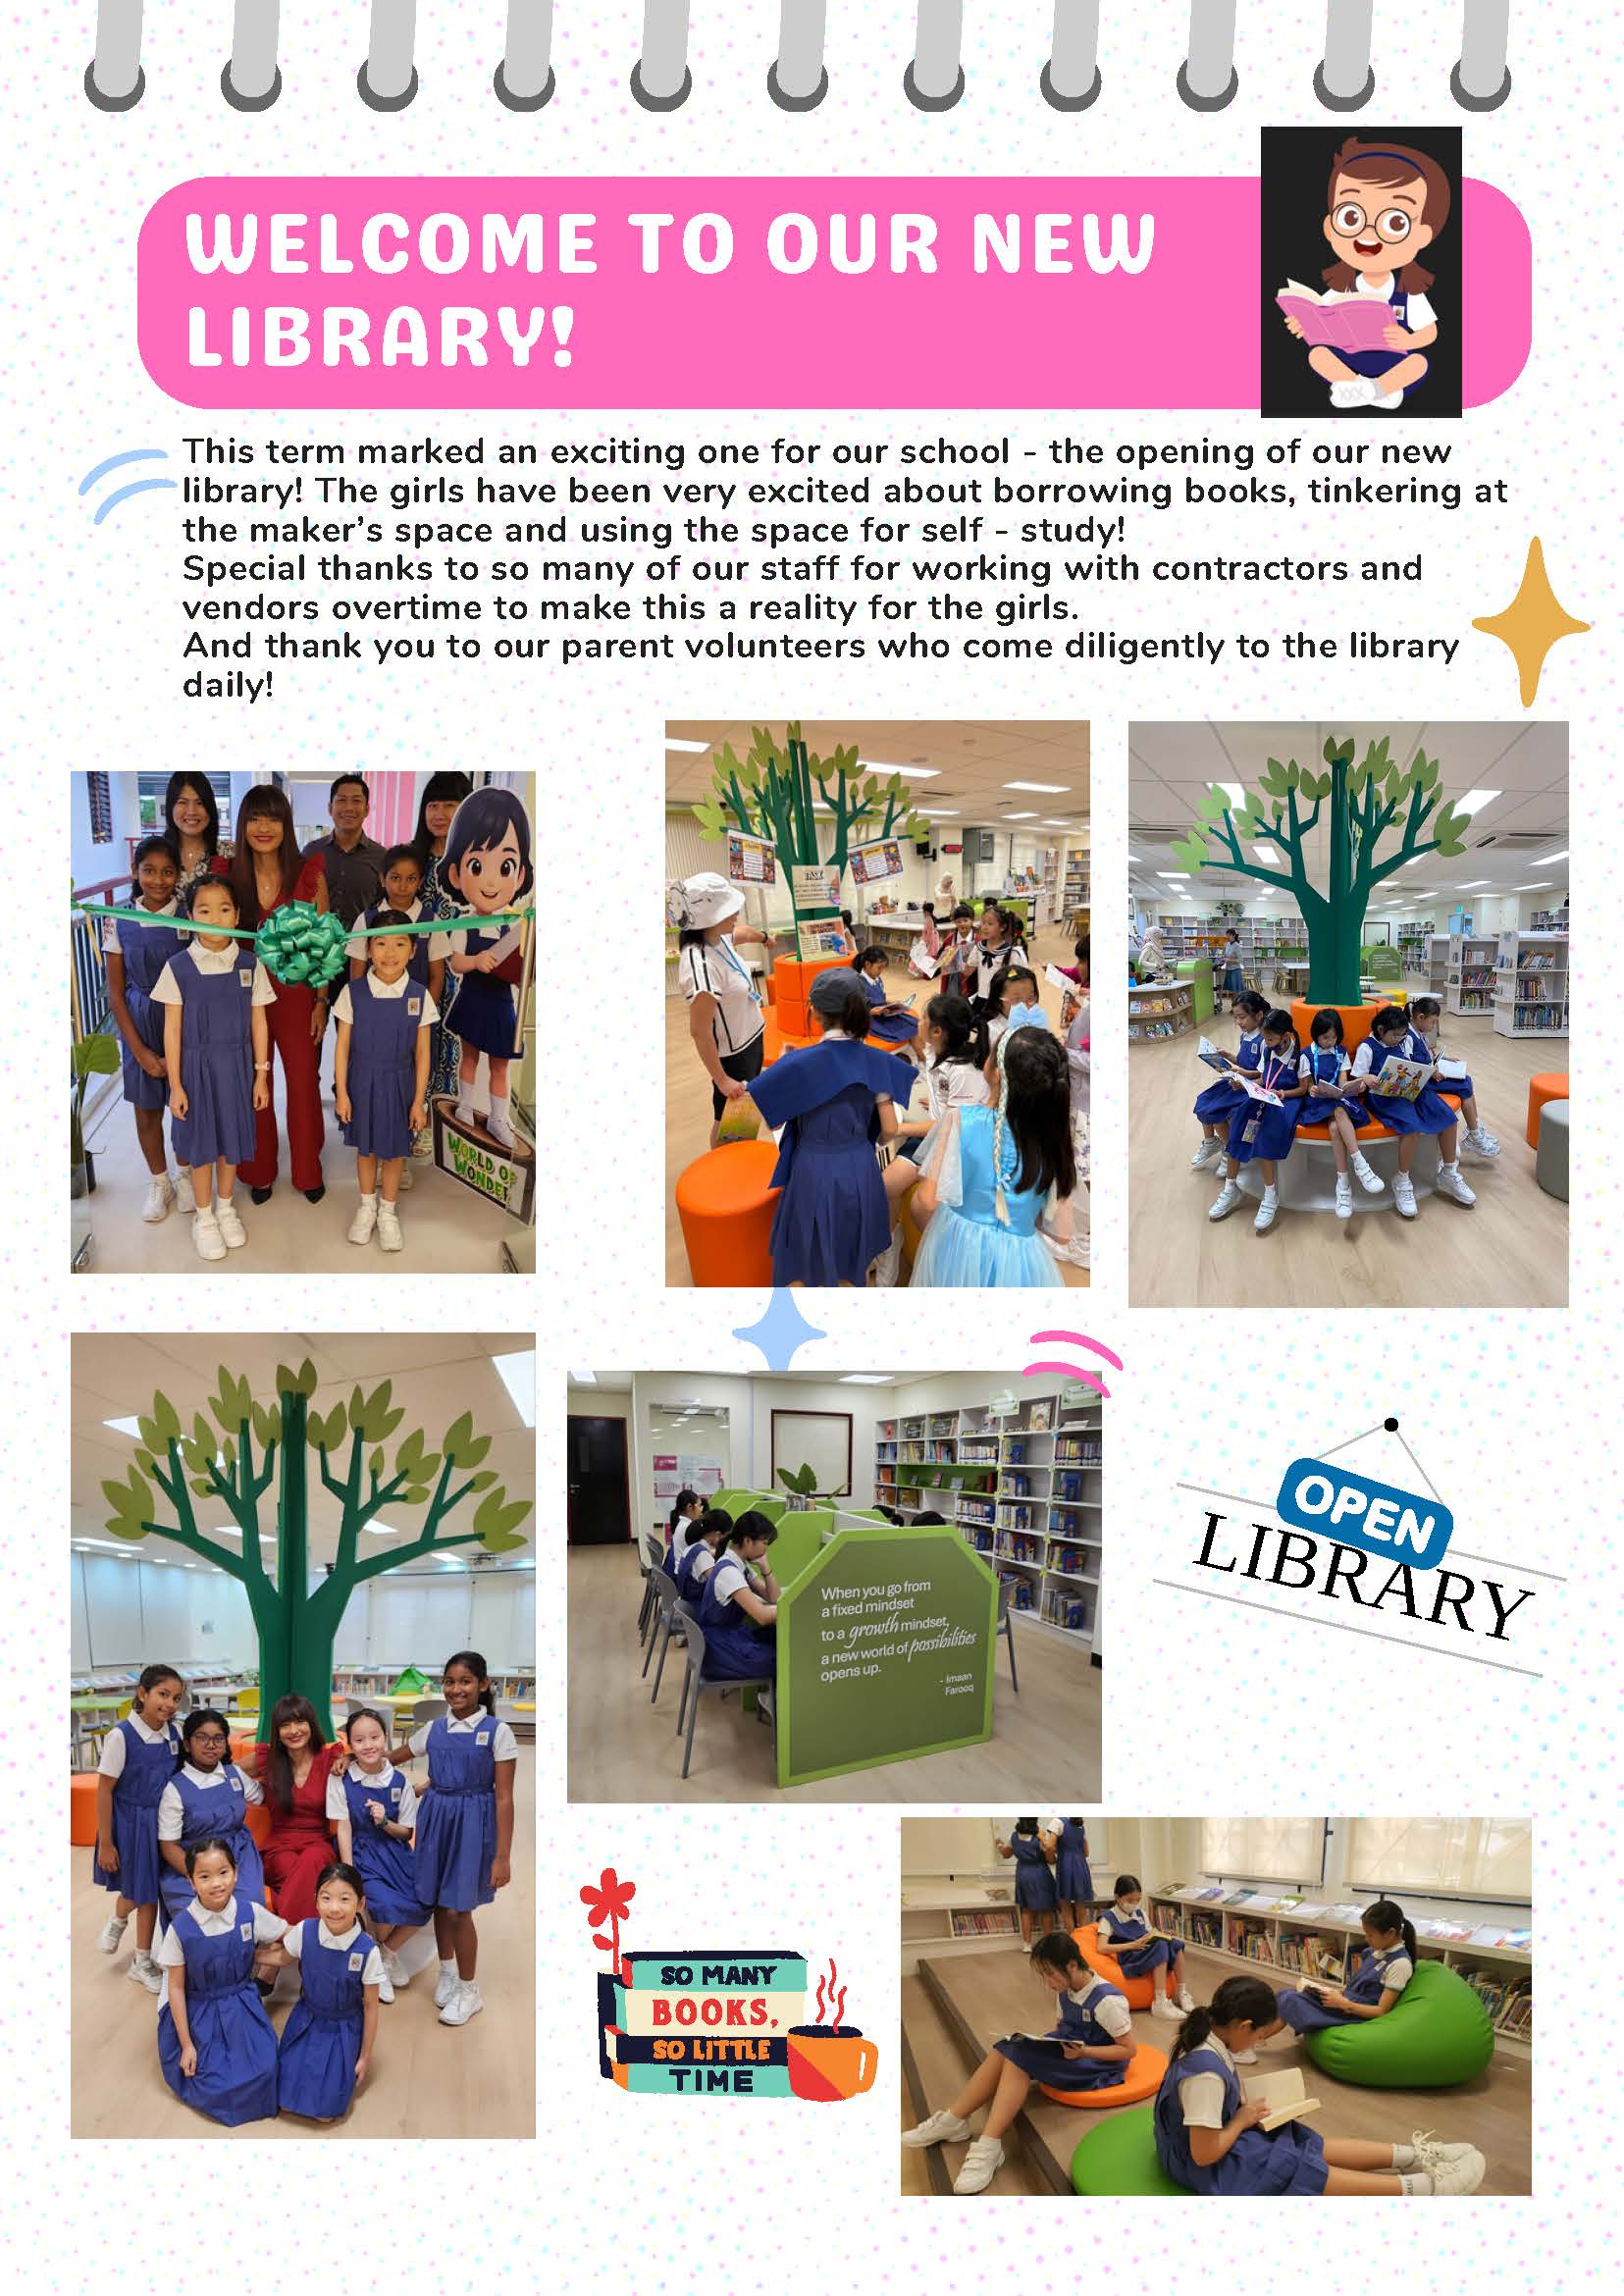 WELCOME TO OUR NEW
LIBRARY!
This term marked an exciting one for our school - the opening of our new
library! The girls have been very excited about borrowing books, tinkering at
the maker's space and using the space for self - study!
Special thanks to so many of our staff for working with contractors and
vendors overtime to make this a reality for the girls.
And thank you to our parent volunteers who come diligently to the library
daily!
WORLD OF
WONDER
When you go from
a fixed mindset
to a growth mindset,
a new world of possibilities
opens up.
- Imaan
Farooq
OPEN
LIBRARY
SO MANY
BOOKS,
SO LITTLE
TIME